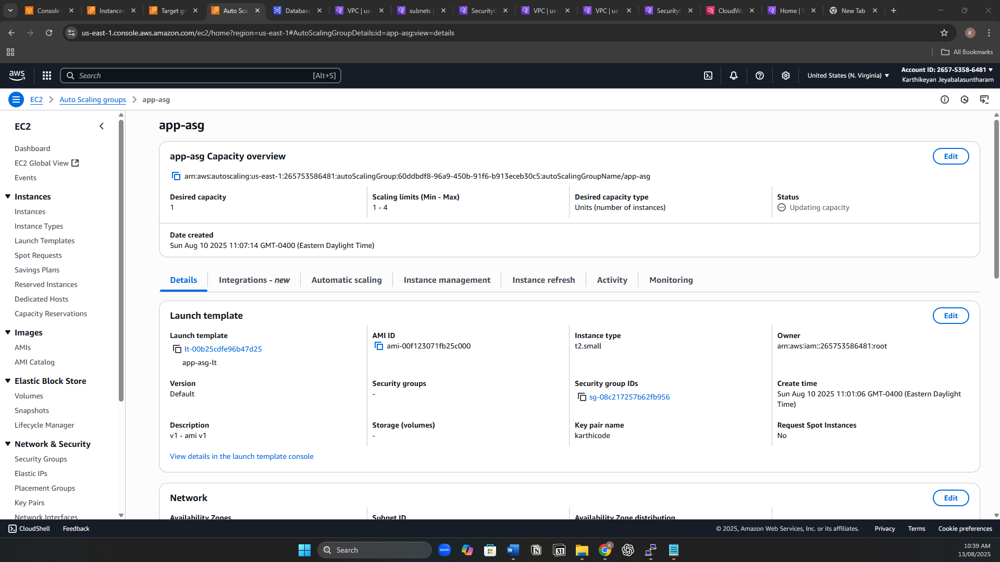 Console
Instances
Target gr
Auto Sca
Database
VPC | us-
subnets |
SecurityG
VPC | us-
VPC | us-
SecurityG
CloudWa
Home | V
New Tab
us-east-1.console.aws.amazon.com/ec2/home?region=us-east-1#AutoScalingGroupDetails:id=app-asg;view=details
K
All Bookmarks
aws
Search [Alt+S]
United States (N. Virginia)
Account ID: 2657-5358-6481
Karthikeyan Jeyabalasuntharam
EC2 > Auto Scaling groups > app-asg
EC2
Dashboard
EC2 Global View
Events
Instances
Instances
Instance Types
Launch Templates
Spot Requests
Savings Plans
Reserved Instances
Dedicated Hosts
Capacity Reservations
Images
AMIs
AMI Catalog
Elastic Block Store
Volumes
Snapshots
Lifecycle Manager
Network & Security
Security Groups
Elastic IPs
Placement Groups
Key Pairs
Network Interfaces
app-asg
app-asg Capacity overview
Edit
arn:aws:autoscaling:us-east-1:265753586481:autoScalingGroup:60ddbdf8-96a9-450b-91f6-b913eceb30c5:autoScalingGroupName/app-asg
Desired capacity
1
Scaling limits (Min - Max)
1 - 4
Desired capacity type
Units (number of instances)
Status
Updating capacity
Date created
Sun Aug 10 2025 11:07:14 GMT-0400 (Eastern Daylight Time)
Details
Integrations - new
Automatic scaling
Instance management
Instance refresh
Activity
Monitoring
Launch template
Edit
Launch template
lt-00b25cdfe96b47d25
app-asg-lt
AMI ID
ami-00f123071fb25c000
Instance type
t2.small
Owner
arn:aws:iam::265753586481:root
Version
Default
Security groups
-
Security group IDs
sg-08c217257b62fb956
Create time
Sun Aug 10 2025 11:01:06 GMT-0400 (Eastern Daylight
Time)
Description
v1 - ami v1
Storage (volumes)
-
Key pair name
karthicode
Request Spot Instances
No
View details in the launch template console
Network
Edit
Availability Zones
Subnet ID
Availability Zone distribution
CloudShell
Feedback
© 2025, Amazon Web Services, Inc. or its affiliates.
Privacy
Terms
Cookie preferences
Search
zoom
W
N
31
K
10:39 AM
13/08/2025